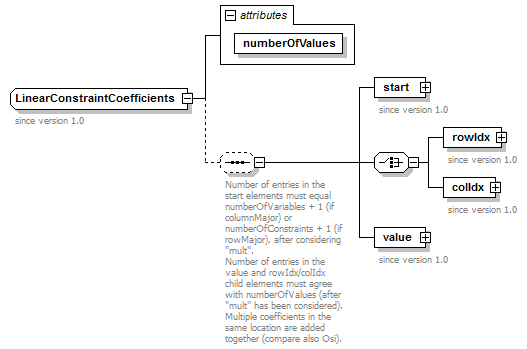 attributes
numberOfValues
LinearConstraintCoefficients
since version 1.0
start
since version 1.0
rowIdx
since version 1.0
colIdx
since version 1.0
value
since version 1.0
Number of entries in the
start elements must equal
numberOfVariables + 1 (if
columnMajor) or
numberOfConstraints + 1 (if
rowMajor), after considering
"mult".
Number of entries in the
value and rowIdx/colIdx
child elements must agree
with numberOfValues (after
"mult" has been considered).
Multiple coefficients in the
same location are added
together (compare also Osi).